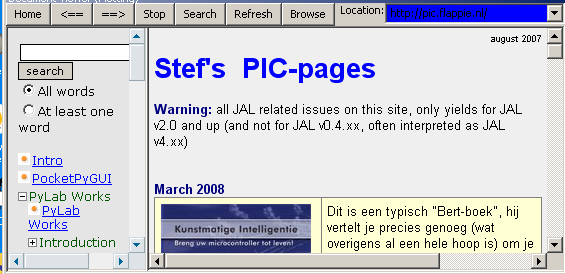 Home <== ==> Stop Search Refresh Browse Location:
search
All words
At least one
word
Intro
PocketPyGUI
PyLab Works
PyLab
Works
Introduction
august 2007
Stef's PIC-pages
Warning: all JAL related issues on this site, only yields for JAL
v2.0 and up (and not for JAL v0.4.xx, often interpreted as JAL
v4.xx)
March 2008
Kunstmatige Intelligentie
Breng uw microcontroller tot leven!
Dit is een typisch "Bert-boek", hij
vertelt je precies genoeg (wat
overigens al een hele hoop is) om je